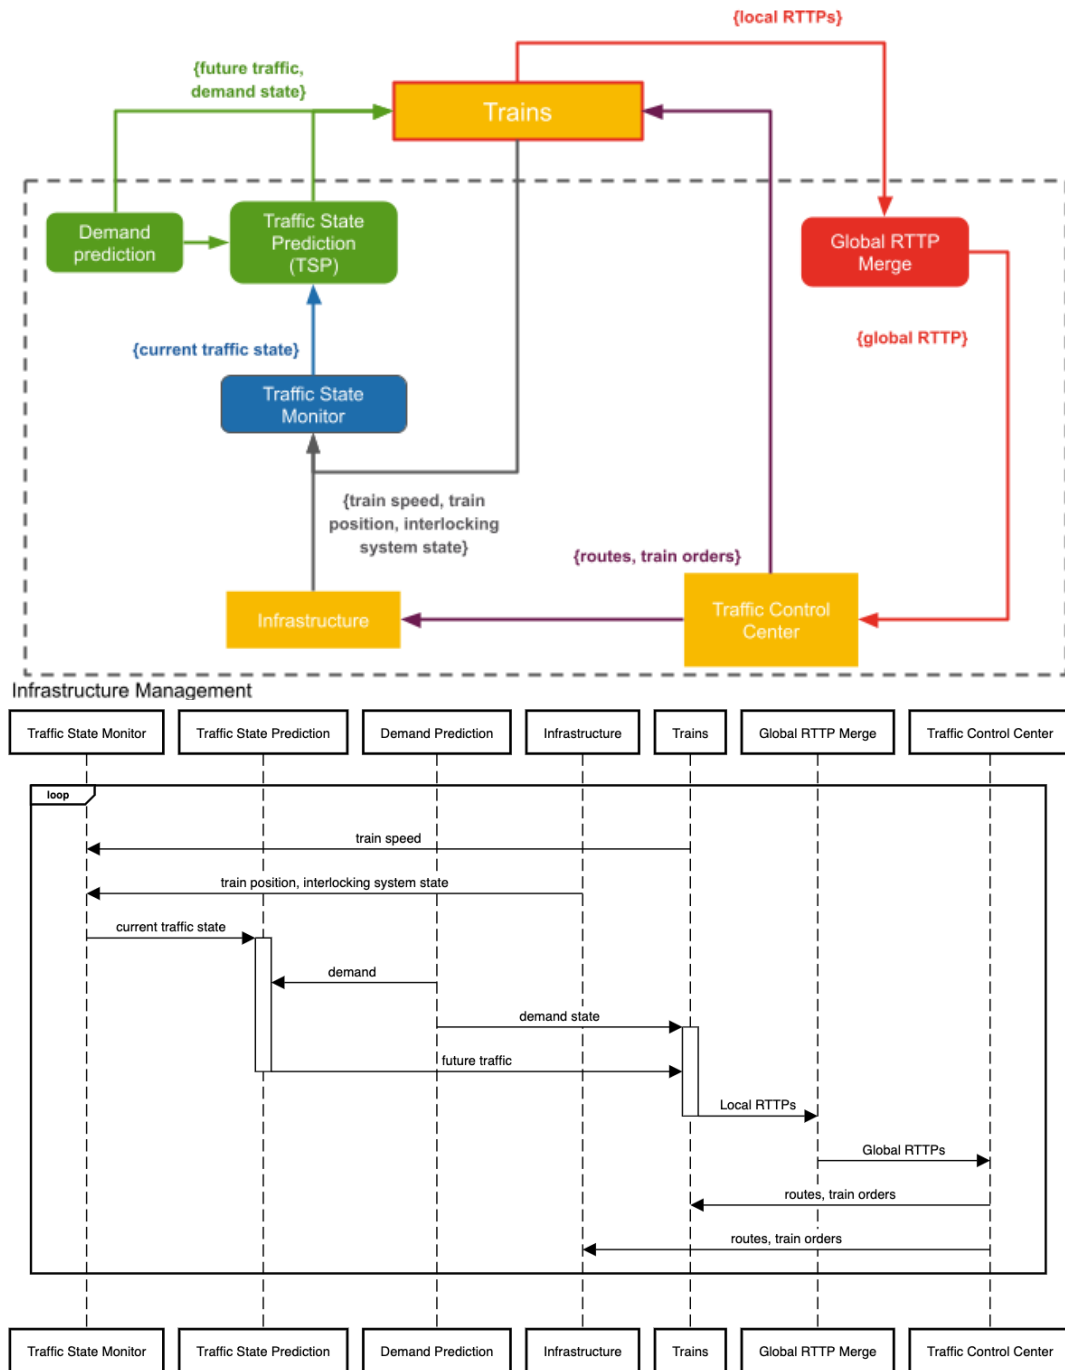 {local RTTPs}
{future traffic,
demand state}
Trains
Demand
prediction
Traffic State
Prediction
(TSP)
Global RTTP
Merge
{current traffic state}
{global RTTP}
Traffic State
Monitor
{train speed, train
position, interlocking
system state}
{routes, train orders}
Infrastructure
Traffic Control
Center
Infrastructure Management
Traffic State Monitor
Traffic State Prediction
Demand Prediction
Infrastructure
Trains
Global RTTP Merge
Traffic Control Center
loop
train speed
train position, interlocking system state
current traffic state
demand
demand state
future traffic
Local RTTPs
Global RTTPs
routes, train orders
routes, train orders
Traffic State Monitor
Traffic State Prediction
Demand Prediction
Infrastructure
Trains
Global RTTP Merge
Traffic Control Center